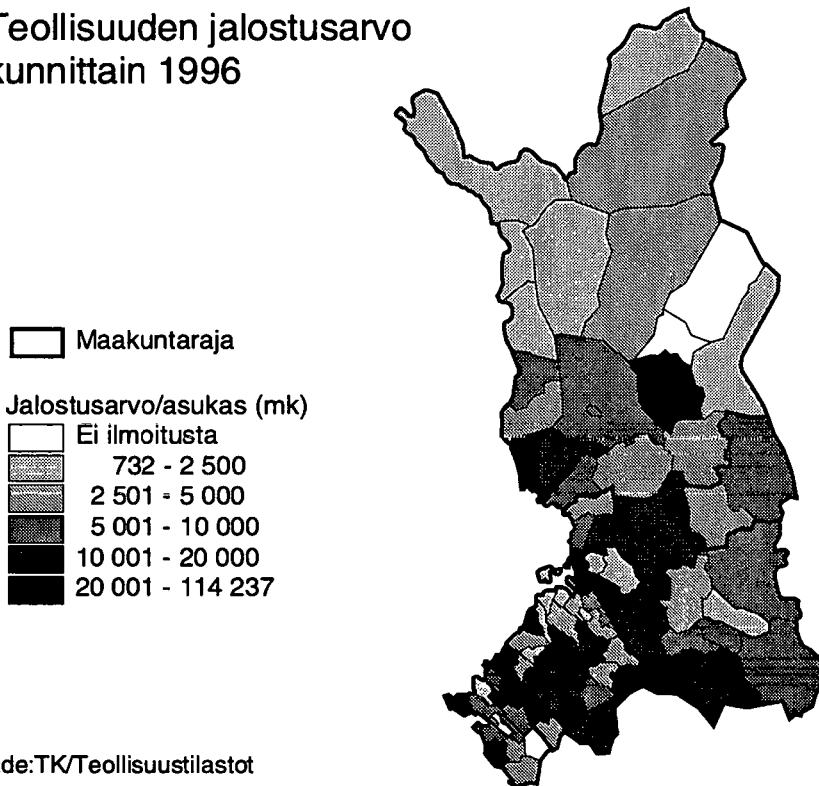 Teollisuuden jalostusarvo
kunnittain 1996
Maakuntaraja
Jalostusarvo/asukas (mk)
Ei ilmoitusta
732 - 2 500
2 501 - 5 000
5 001 - 10 000
10 001 - 20 000
20 001 - 114 237
de:TK/Teollisuustilastot